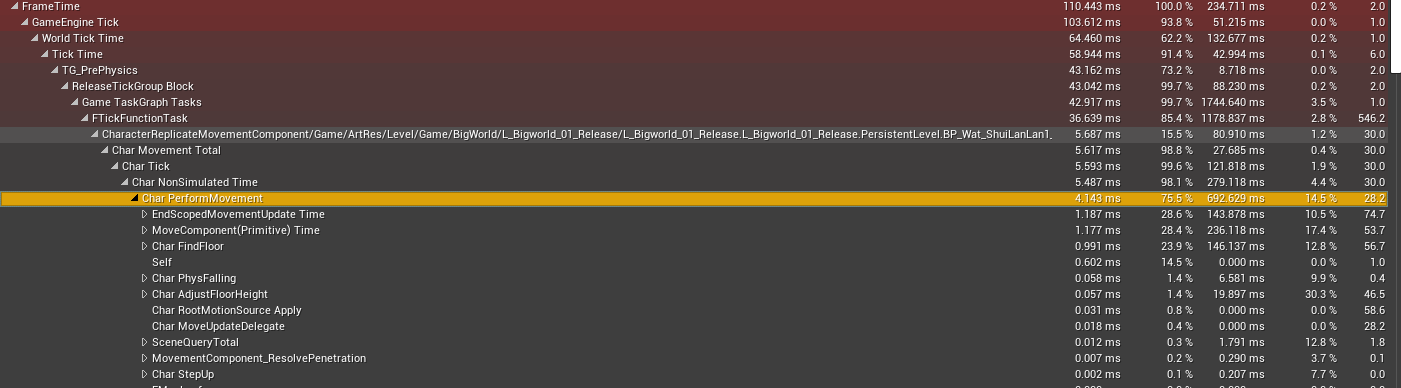 FrameTime 110.443 ms 100.0 % 234.711 ms 0.2 % 2.0
GameEngine Tick 103.612 ms 93.8 % 51.215 ms 0.2 % 1.0
World Tick Time 64.460 ms 62.2 % 132.677 ms 0.2 % 1.0
Tick Time 58.944 ms 91.4 % 42.994 ms 0.1 % 6.0
TG_PrePhysics 43.162 ms 73.2 % 8.718 ms 0.0 % 2.0
ReleaseTickGroup Block 43.042 ms 99.7 % 88.230 ms 0.2 % 2.0
Game TaskGraph Tasks 42.917 ms 99.7 % 1744.640 ms 3.5 % 1.0
FTickFunctionTask 36.639 ms 85.4 % 1178.837 ms 2.8 % 546.2
CharacterReplicateMovementComponent/Game/ArtRes/Level/Game/BigWorld/L_Bigworld_01_Release/L_Bigworld_01_Release.L_Bigworld_01_Release.PersistentLevel.BP_Wat_ShuiLanLan1_ 5.687 ms 15.5 % 80.910 ms 1.2 % 30.0
Char Movement Total 5.617 ms 98.8 % 27.685 ms 0.4 % 30.0
Char Tick 5.593 ms 99.6 % 121.818 ms 1.9 % 30.0
Char NonSimulated Time 5.487 ms 98.1 % 279.118 ms 4.4 % 30.0
Char PerformMovement 4.143 ms 75.5 % 692.629 ms 14.5 % 28.2
EndScopedMovementUpdate Time 1.187 ms 28.6 % 143.878 ms 10.5 % 74.7
MoveComponent(Primitive) Time 1.177 ms 28.4 % 236.118 ms 17.4 % 53.7
Char FindFloor 0.991 ms 23.9 % 146.137 ms 12.8 % 56.7
Self 0.602 ms 14.5 % 0.000 ms 0.0 % 1.0
Char PhysFalling 0.058 ms 1.4 % 6.581 ms 9.9 % 0.4
Char AdjustFloorHeight 0.057 ms 1.4 % 19.897 ms 30.3 % 46.5
Char RootMotionSource Apply 0.031 ms 0.8 % 0.000 ms 0.0 % 58.6
Char MoveUpdateDelegate 0.018 ms 0.4 % 0.000 ms 0.0 % 28.2
SceneQueryTotal 0.012 ms 0.3 % 1.791 ms 12.8 % 1.8
MovementComponent_ResolvePenetration 0.007 ms 0.2 % 0.290 ms 3.7 % 0.1
Char StepUp 0.002 ms 0.1 % 0.207 ms 7.7 % 0.0